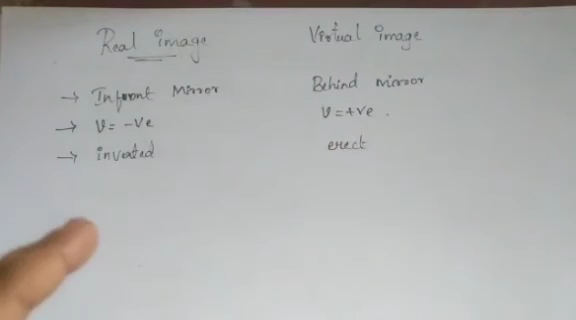 Real image
Virtual image
→ Infront Mirror
Behind mirror
→ v = -ve
v = +ve .
→ inverted
erect